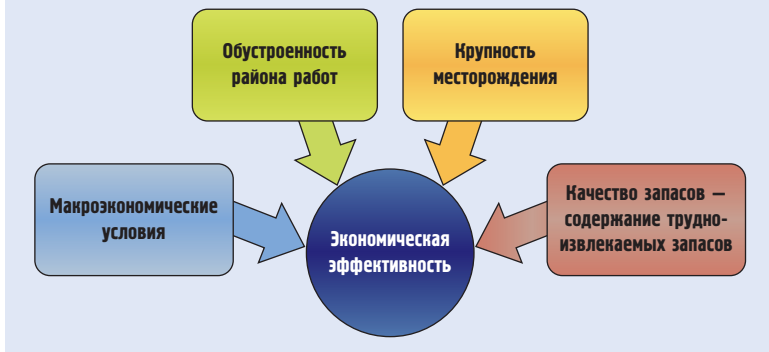 Обустроенность
района работ
Крупность
месторождения
Макроэкономические
условия
Экономическая
эффективность
Качество запасов —
содержание трудно-
извлекаемых запасов